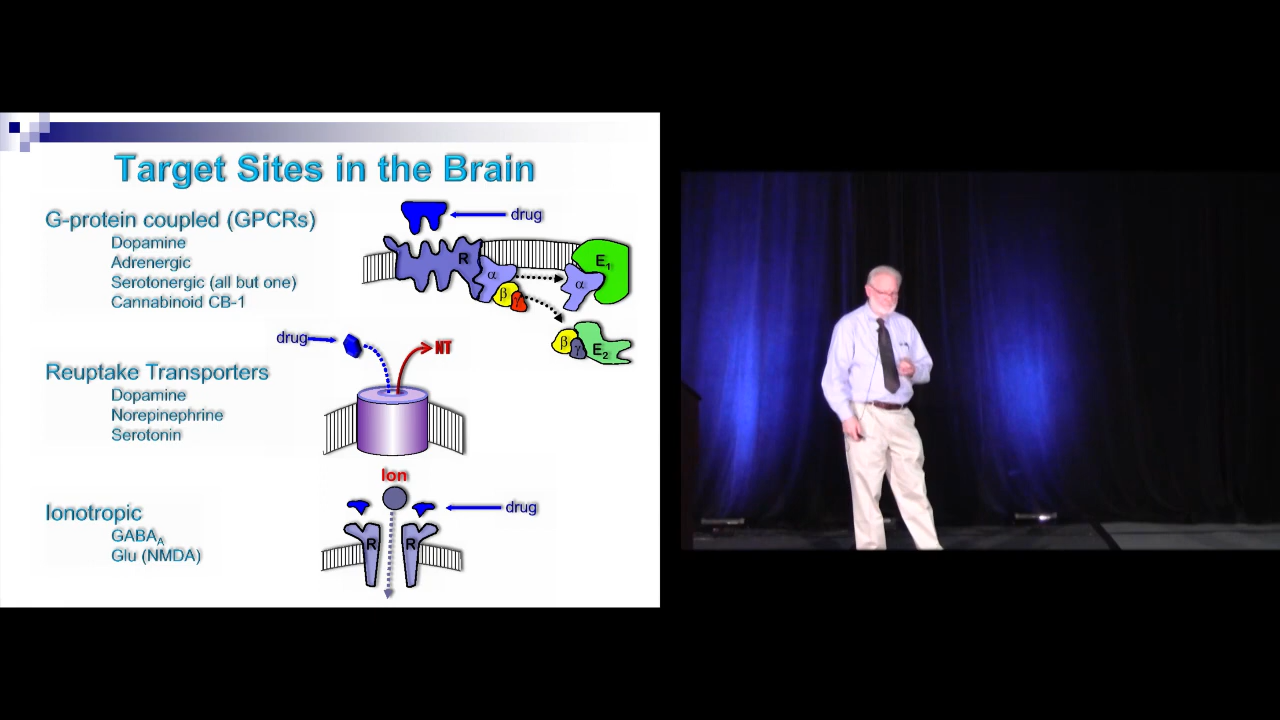 Target Sites in the Brain
G-protein coupled (GPCRs)
Dopamine
Adrenergic
Serotonergic (all but one)
Cannabinoid CB-1
drug
R
α
β
γ
α
E1
β
γ
E2
Reuptake Transporters
Dopamine
Norepinephrine
Serotonin
drug
NT
Ionotropic
GABAA
Glu (NMDA)
Ion
drug
R
R